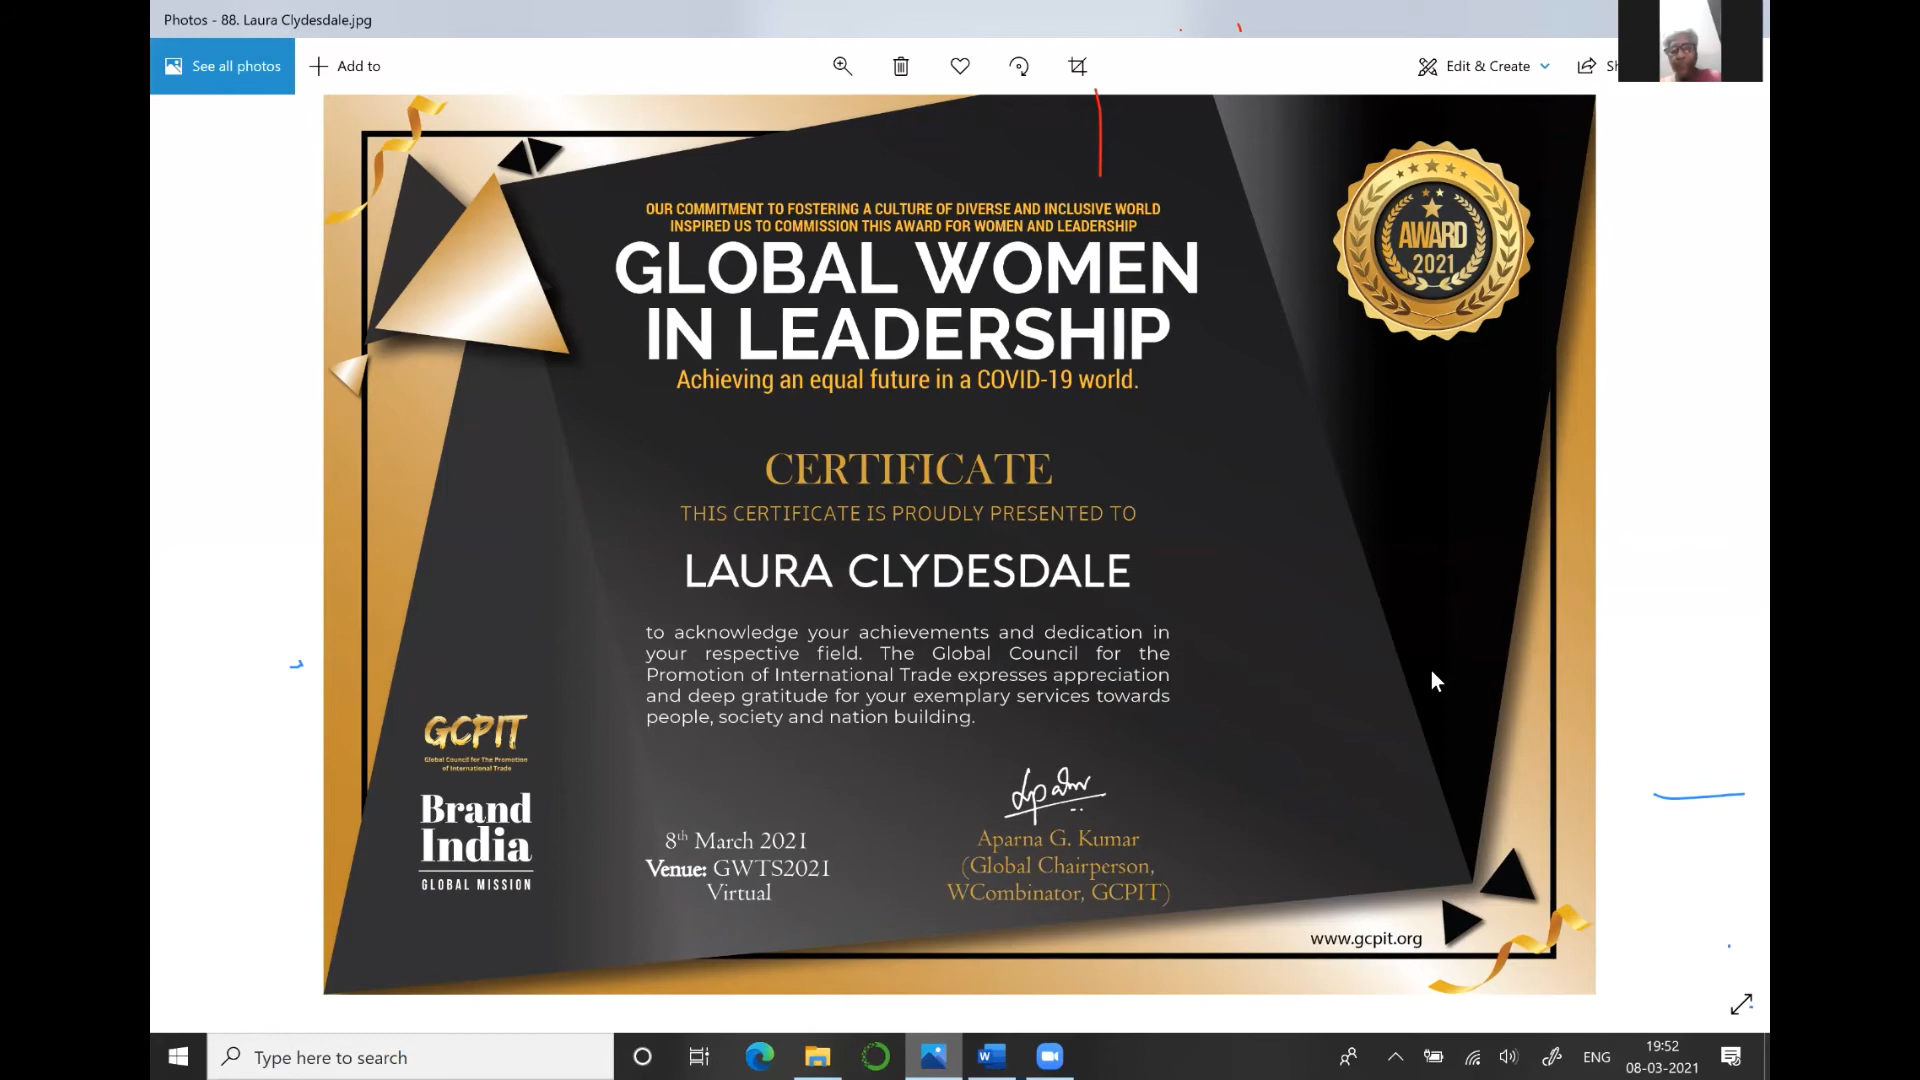 Photos - 88. Laura Clydesdale.jpg
See all photos
Add to
Edit & Create
OUR COMMITMENT TO FOSTERING A CULTURE OF DIVERSE AND INCLUSIVE WORLD
INSPIRED US TO COMMISSION THIS AWARD FOR WOMEN AND LEADERSHIP
GLOBAL WOMEN
IN LEADERSHIP
Achieving an equal future in a COVID-19 world.
AWARD
2021
CERTIFICATE
THIS CERTIFICATE IS PROUDLY PRESENTED TO
LAURA CLYDESDALE
to acknowledge your achievements and dedication in
your respective field. The Global Council for the
Promotion of International Trade expresses appreciation
and deep gratitude for your exemplary services towards
people, society and nation building.
GCPIT
Global Council for The Promotion
of International Trade
Brand
India
GLOBAL MISSION
8th March 2021
Venue: GWTS2021
Virtual
Aparna G. Kumar
(Global Chairperson,
WCombinator, GCPIT)
www.gcpit.org
Type here to search
W
ENG
19:52
08-03-2021